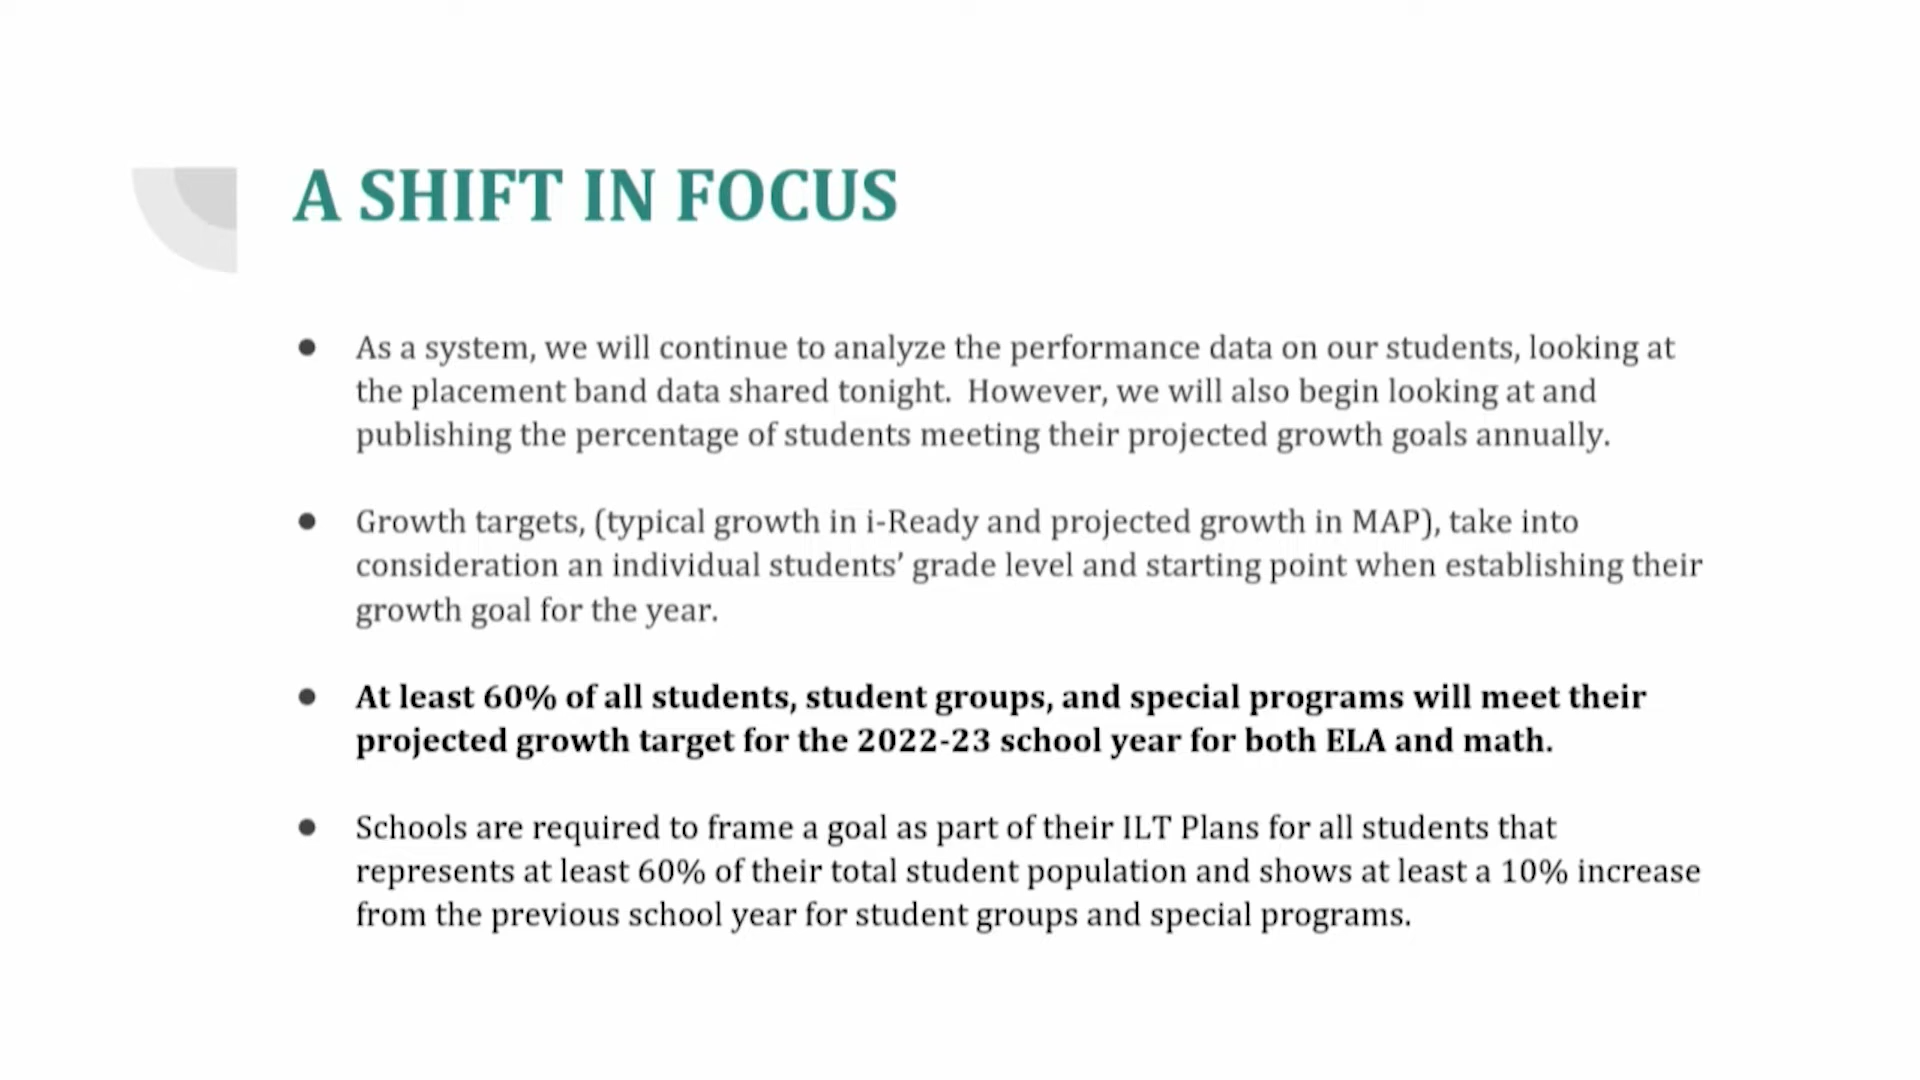 A SHIFT IN FOCUS
● As a system, we will continue to analyze the performance data on our students, looking at
the placement band data shared tonight.  However, we will also begin looking at and
publishing the percentage of students meeting their projected growth goals annually.
● Growth targets, (typical growth in i-Ready and projected growth in MAP), take into
consideration an individual students’ grade level and starting point when establishing their
growth goal for the year.
● At least 60% of all students, student groups, and special programs will meet their
projected growth target for the 2022-23 school year for both ELA and math.
● Schools are required to frame a goal as part of their ILT Plans for all students that
represents at least 60% of their total student population and shows at least a 10% increase
from the previous school year for student groups and special programs.